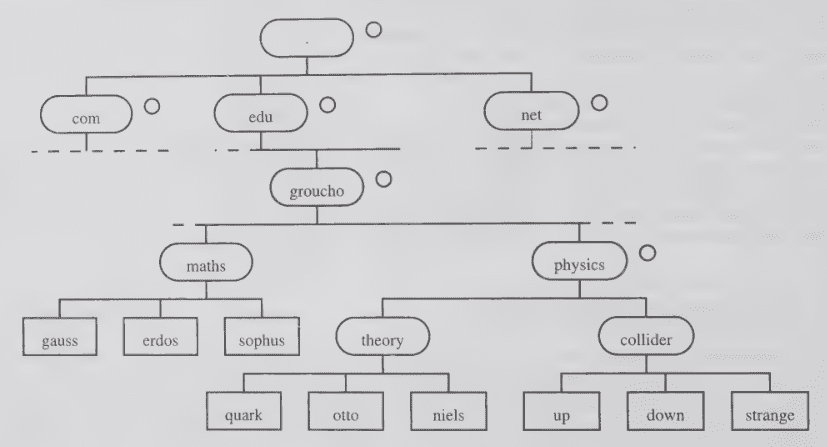 .
com
edu
net
groucho
maths
physics
gauss
erdos
sophus
theory
collider
quark
otto
niels
up
down
strange